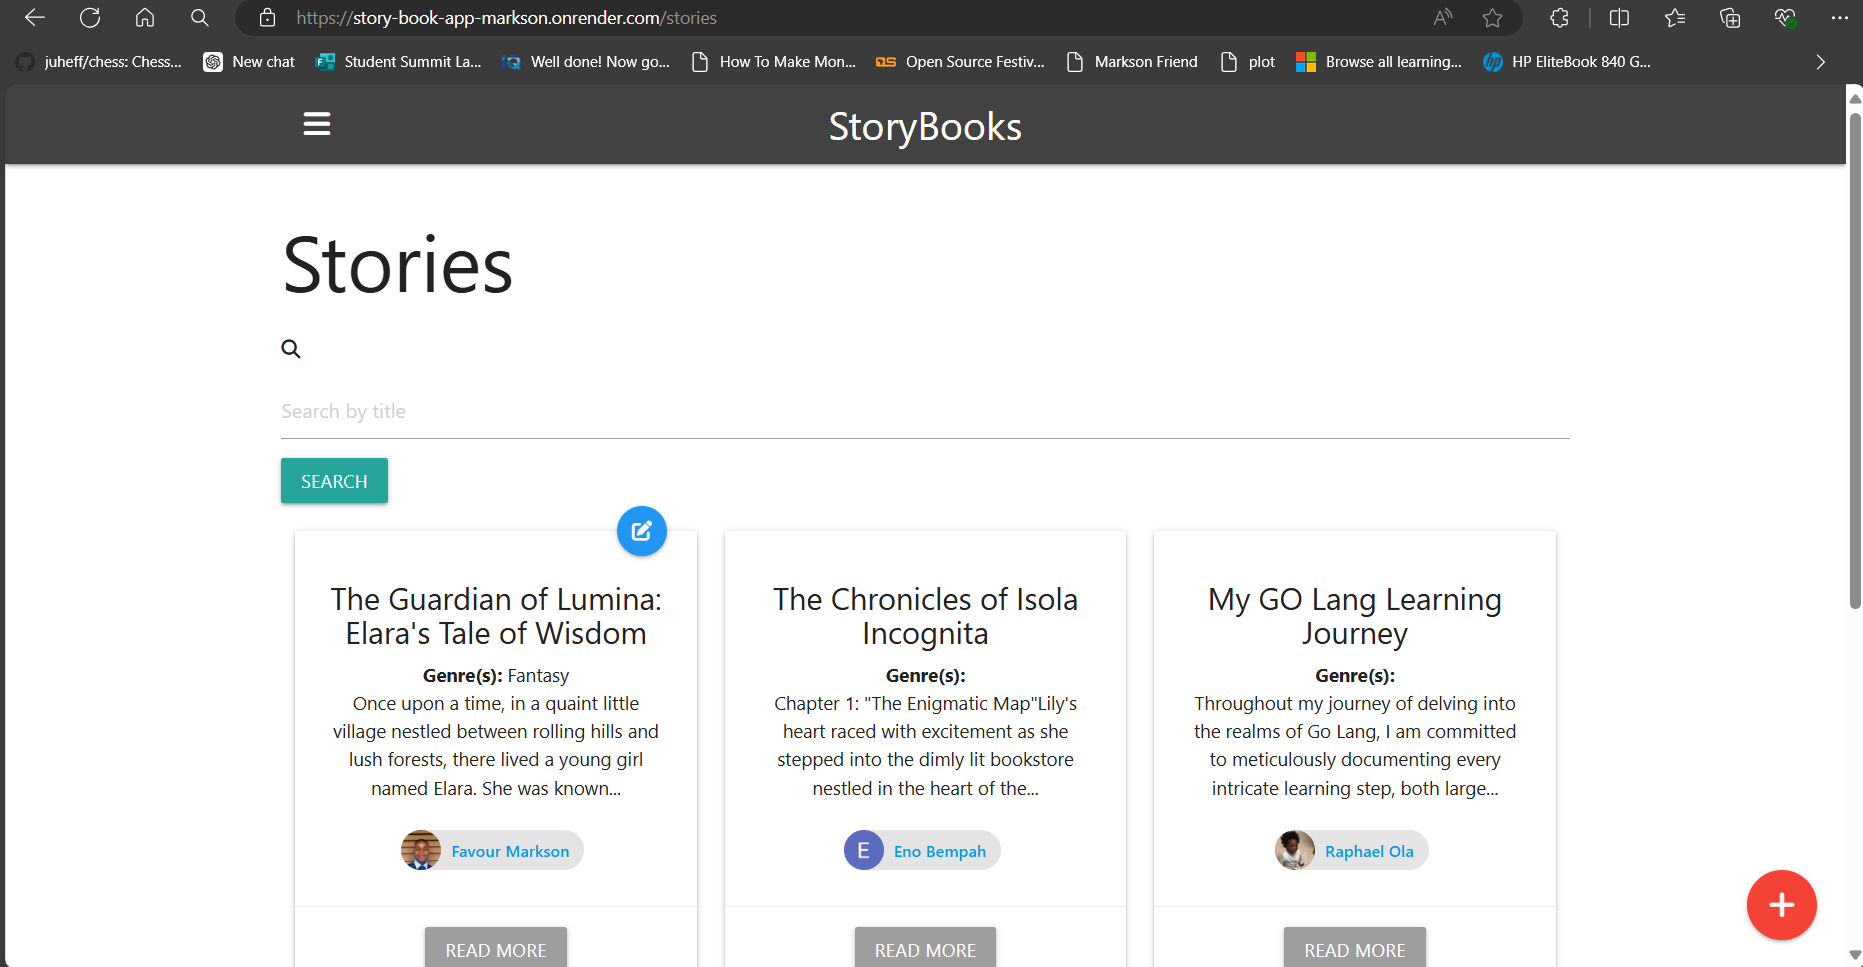 https://story-book-app-markson.onrender.com/stories
juheff/chess: Chess...
New chat
Student Summit La...
Well done! Now go...
How To Make Mon...
Open Source Festiv...
Markson Friend
plot
Browse all learning...
HP EliteBook 840 G...
StoryBooks
Stories
Search by title
SEARCH
The Guardian of Lumina:
Elara's Tale of Wisdom
Genre(s): Fantasy
Once upon a time, in a quaint little
village nestled between rolling hills and
lush forests, there lived a young girl
named Elara. She was known...
Favour Markson
READ MORE
The Chronicles of Isola
Incognita
Genre(s):
Chapter 1: "The Enigmatic Map"Lily's
heart raced with excitement as she
stepped into the dimly lit bookstore
nestled in the heart of the...
E
Eno Bempah
READ MORE
My GO Lang Learning
Journey
Genre(s):
Throughout my journey of delving into
the realms of Go Lang, I am committed
to meticulously documenting every
intricate learning step, both large...
Raphael Ola
READ MORE